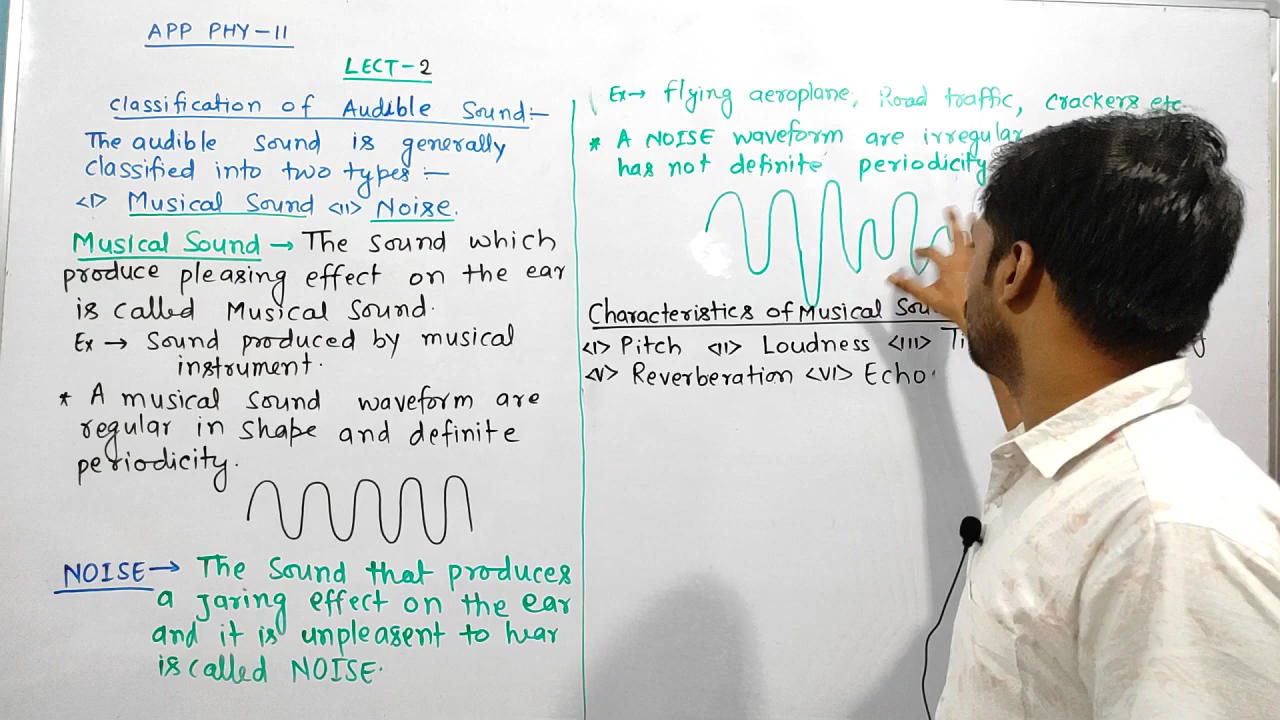 APP PHY-II
LECT-2
classification of Audible Sound:-
The audible sound is generally
classified into two types:-
<I> Musical Sound <II> Noise.
Musical Sound → The sound which
produce pleasing effect on the ear
is called Musical Sound.
Ex → Sound produced by musical
instrument.
* A musical sound waveform are
regular in shape and definite
periodicity.
NOISE → The sound that produces
a Jaring effect on the ear
and it is unpleasent to hear
is called NOISE.
Ex→ flying aeroplane, Road traffic, crackers etc
* A NOISE waveform are irregular
has not definite periodicity
Characteristics of Musical Sou
<I> Pitch <II> Loudness <III> Ti
<V> Reverberation <VI> Echo.